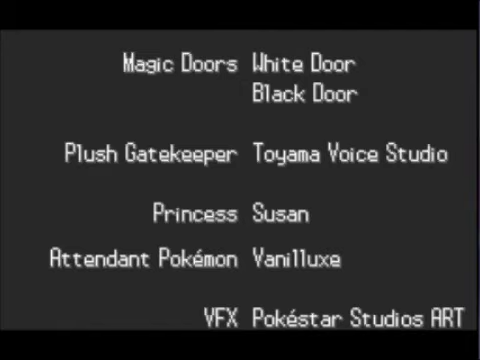 Magic Doors White Door
Black Door
Plush Gatekeeper Toyama Voice Studio
Princess Susan
Attendant Pokémon Vanilluxe
VFX Pokéstar Studios ART